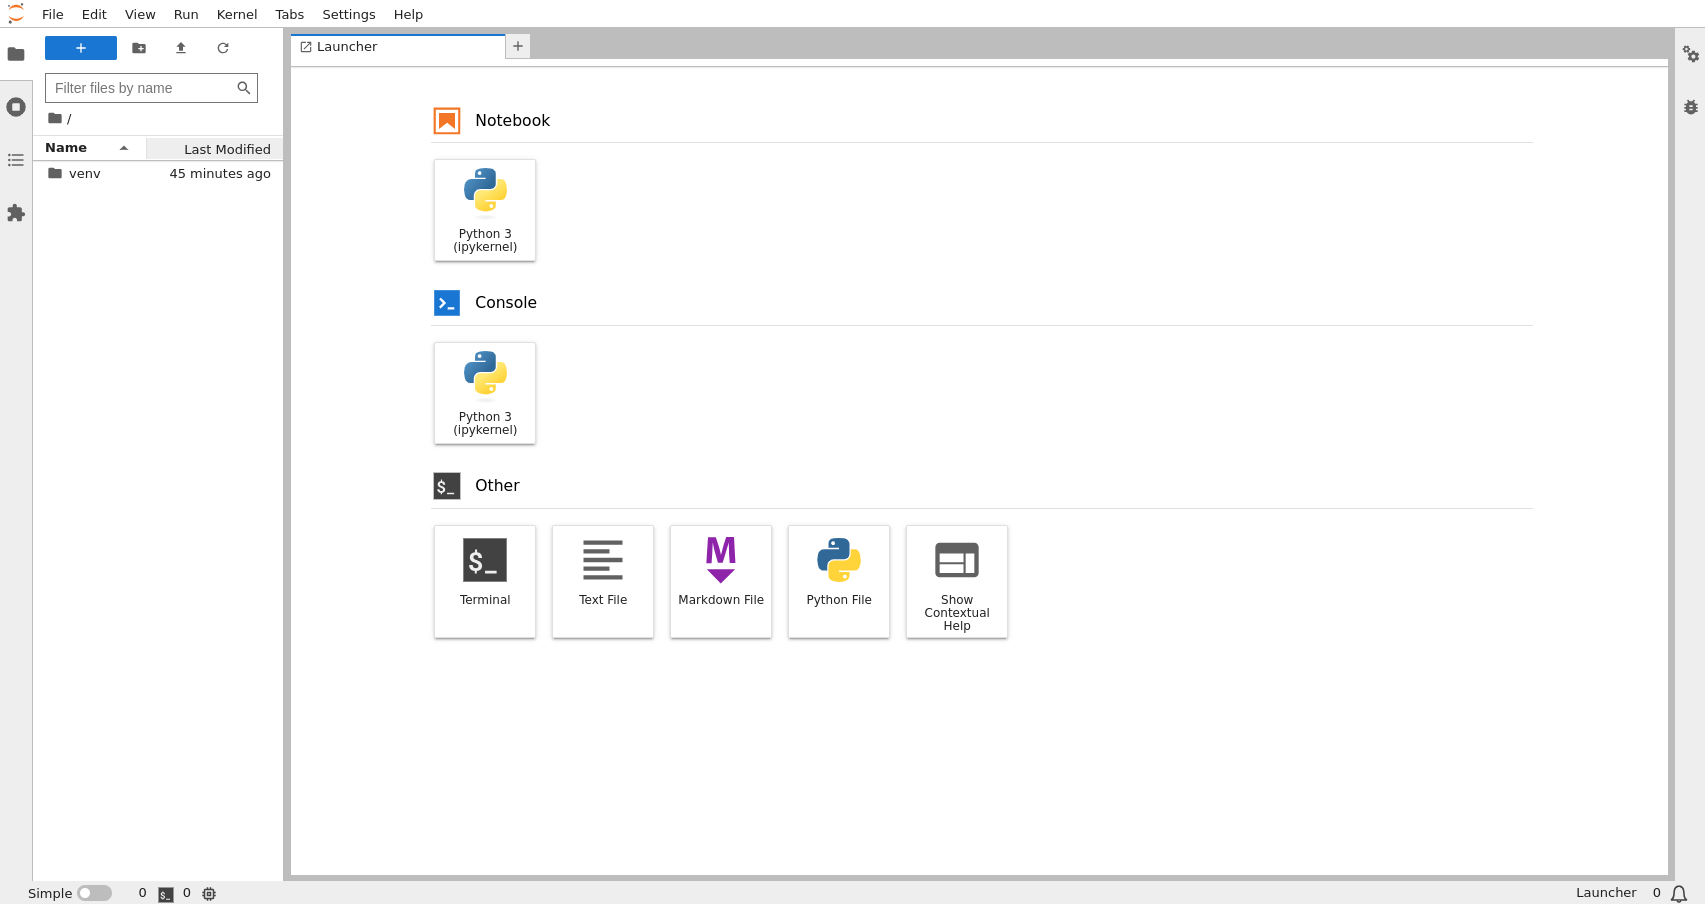 File Edit View Run Kernel Tabs Settings Help
Launcher
Filter files by name
/
Name Last Modified
venv 45 minutes ago
Notebook
Python 3
(ipykernel)
Console
Python 3
(ipykernel)
$_ Other
$_
Terminal
Text File
M
Markdown File
Python File
Show
Contextual
Help
Simple 0 $_ 0
Launcher 0